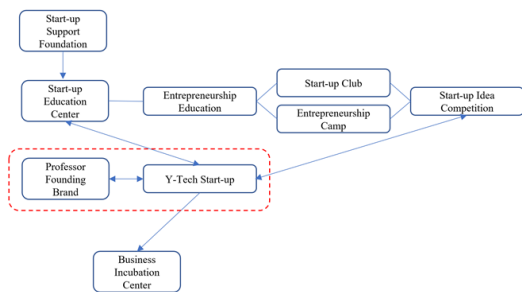 Start-up
Support
Foundation
Start-up
Education
Center
Entrepreneurship
Education
Start-up Club
Entrepreneurship
Camp
Start-up Idea
Competition
Professor
Founding
Brand
Y-Tech Start-up
Business
Incubation
Center